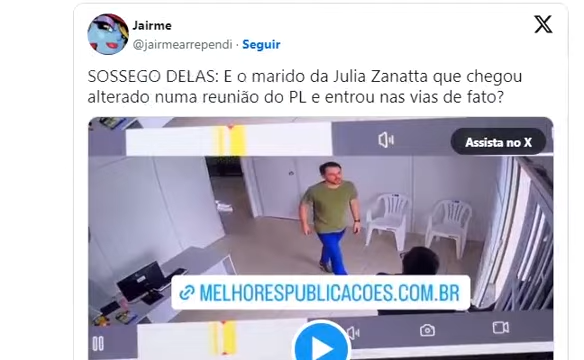 Jairme
@jairmearrependi · Seguir
SOSSEGO DELAS: E o marido da Julia Zanatta que chegou
alterado numa reunião do PL e entrou nas vias de fato?
Assista no X
MELHORESPUBLICACOES.COM.BR